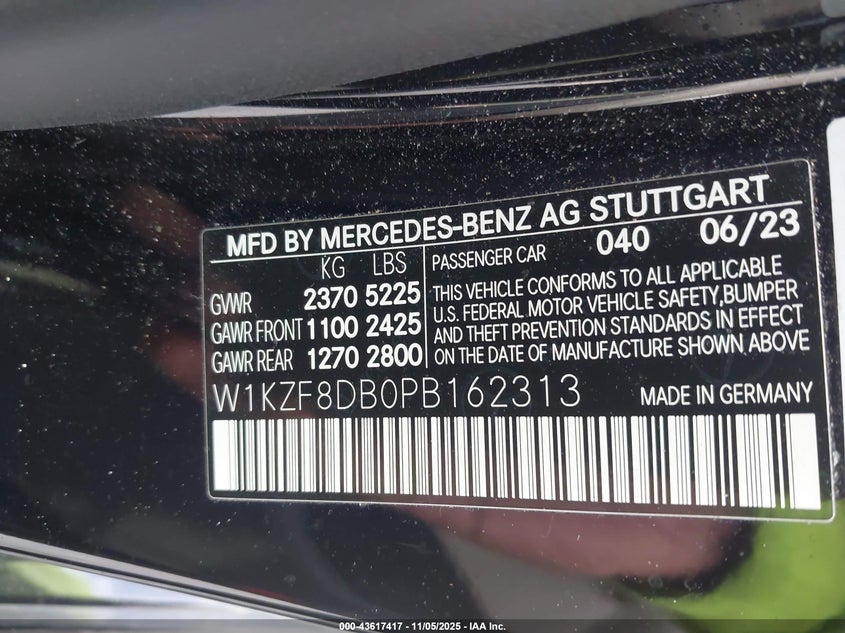 MFD BY MERCEDES-BENZ AG STUTTGART
KG LBS
GVWR 2370 5225
GAWR FRONT 1100 2425
GAWR REAR 1270 2800
PASSENGER CAR 040 06/23
THIS VEHICLE CONFORMS TO ALL APPLICABLE
U.S. FEDERAL MOTOR VEHICLE SAFETY,BUMPER
AND THEFT PREVENTION STANDARDS IN EFFECT
ON THE DATE OF MANUFACTURE SHOWN ABOVE
W1KZF8DB0PB162313
MADE IN GERMANY
000-43617417 - 11/05/2025 - IAA Inc.